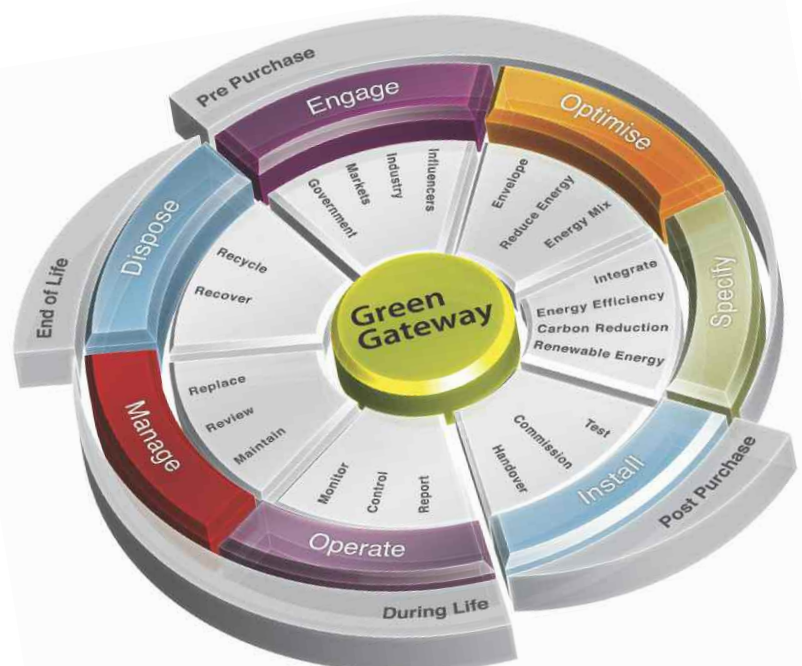 Pre Purchase
Engage
Government
Markets
Industry
Influencers
Optimise
Envelope
Reduce Energy
Energy Mix
Specify
Integrate
Energy Efficiency
Carbon Reduction
Renewable Energy
Post Purchase
Install
Test
Commission
Handover
During Life
Operate
Monitor
Control
Report
Manage
Replace
Review
Maintain
End of Life
Dispose
Recycle
Recover
Green
Gateway